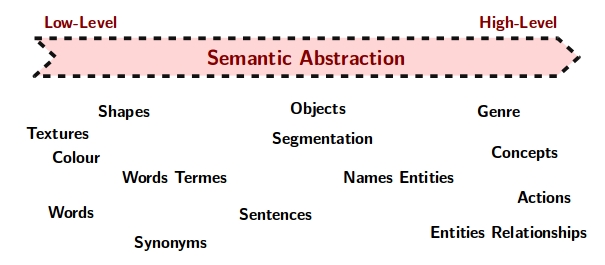 Low-Level
High-Level
Semantic Abstraction
Shapes
Objects
Genre
Textures
Segmentation
Colour
Concepts
Words Termes
Names Entities
Actions
Words
Sentences
Entities Relationships
Synonyms